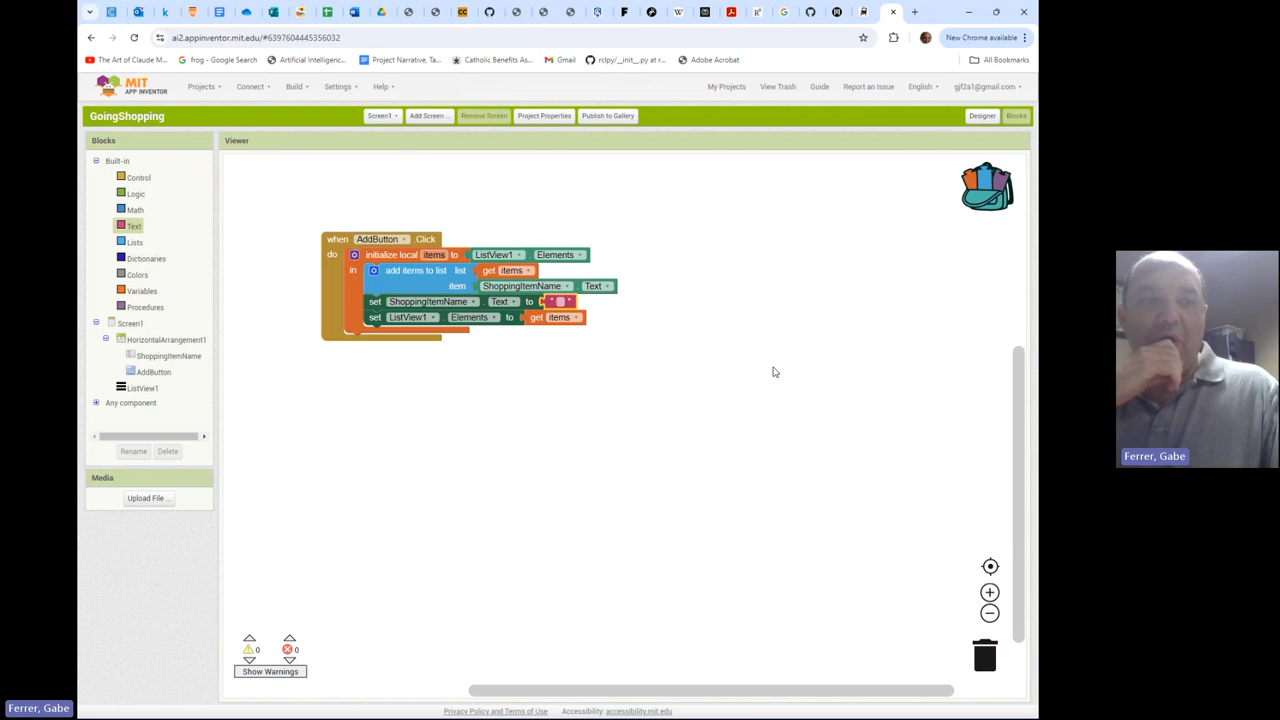 ai2.appinventor.mit.edu/#6397604445356032
New Chrome available
The Art of Claude M...
frog - Google Search
Artificial Intelligenc...
Project Narrative, Ta...
Catholic Benefits As...
Gmail
rclpy/__init__.py at r...
Adobe Acrobat
All Bookmarks
MIT
APP INVENTOR
Projects
Connect
Build
Settings
Help
My Projects
View Trash
Guide
Report an Issue
English
gjf2a1@gmail.com
GoingShopping
Screen1
Add Screen ...
Remove Screen
Project Properties
Publish to Gallery
Designer
Blocks
Blocks
Viewer
Built-in
Control
Logic
Math
Text
Lists
Dictionaries
Colors
Variables
Procedures
Screen1
HorizontalArrangement1
ShoppingItemName
AddButton
ListView1
Any component
Rename
Delete
Media
Upload File ...
when AddButton .Click
do initialize local items to ListView1 . Elements
in add items to list list get items
item ShoppingItemName . Text
set ShoppingItemName . Text to " "
set ListView1 . Elements to get items
0
0
Show Warnings
Privacy Policy and Terms of Use
Accessibility: accessibility.mit.edu
Ferrer, Gabe
Ferrer, Gabe